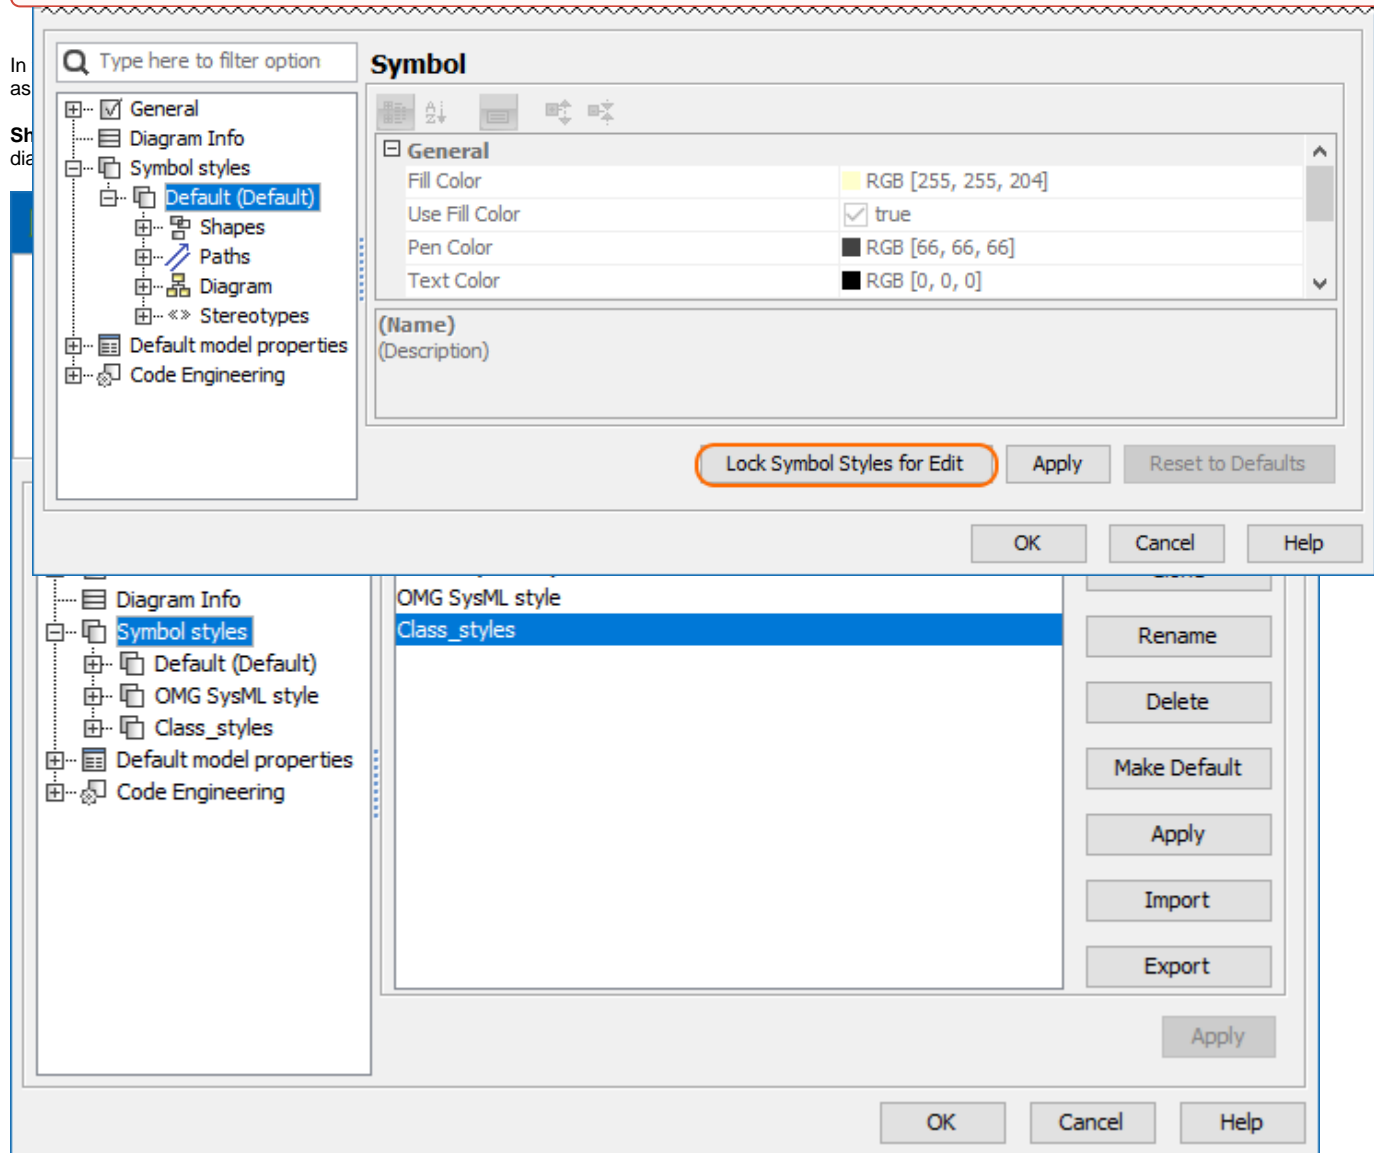 In
as
Sh
dia
Type here to filter option
General
Diagram Info
Symbol styles
Default (Default)
Shapes
Paths
Diagram
Stereotypes
Default model properties
Code Engineering
Symbol
General
Fill Color RGB [255, 255, 204]
Use Fill Color true
Pen Color RGB [66, 66, 66]
Text Color RGB [0, 0, 0]
(Name)
(Description)
Lock Symbol Styles for Edit Apply Reset to Defaults
OK Cancel Help
Diagram Info
Symbol styles
Default (Default)
OMG SysML style
Class_styles
Default model properties
Code Engineering
OMG SysML style
Class_styles
Rename
Delete
Make Default
Apply
Import
Export
Apply
OK Cancel Help